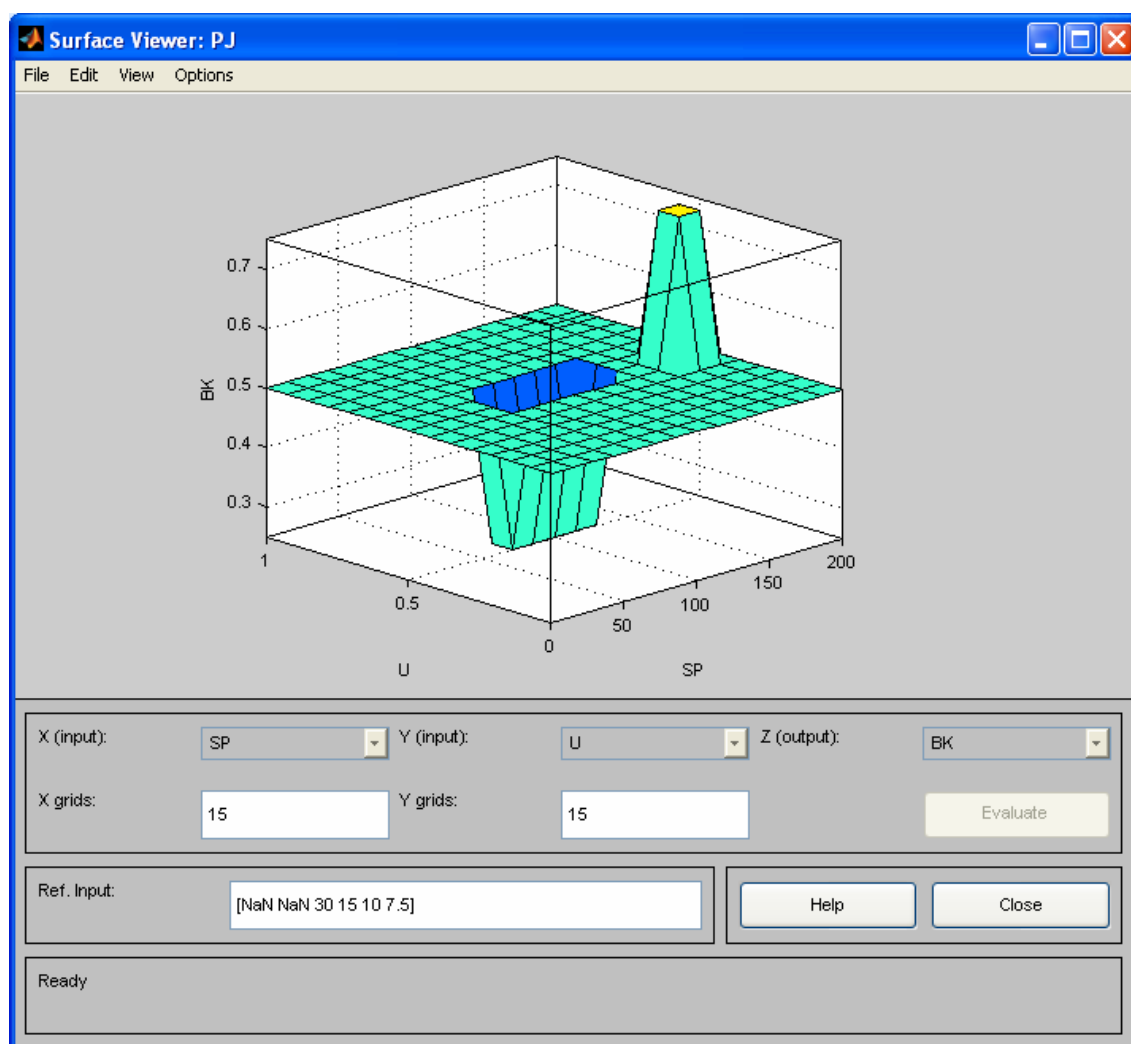 Surface Viewer: PJ
File Edit View Options
0.7
0.6
0.5
0.4
0.3
BK
1
0.5
0
U
50
100
150
200
SP
X (input): SP Y (input): U Z (output): BK
X grids: 15 Y grids: 15 Evaluate
Ref. Input: [NaN NaN 30 15 10 7.5] Help Close
Ready